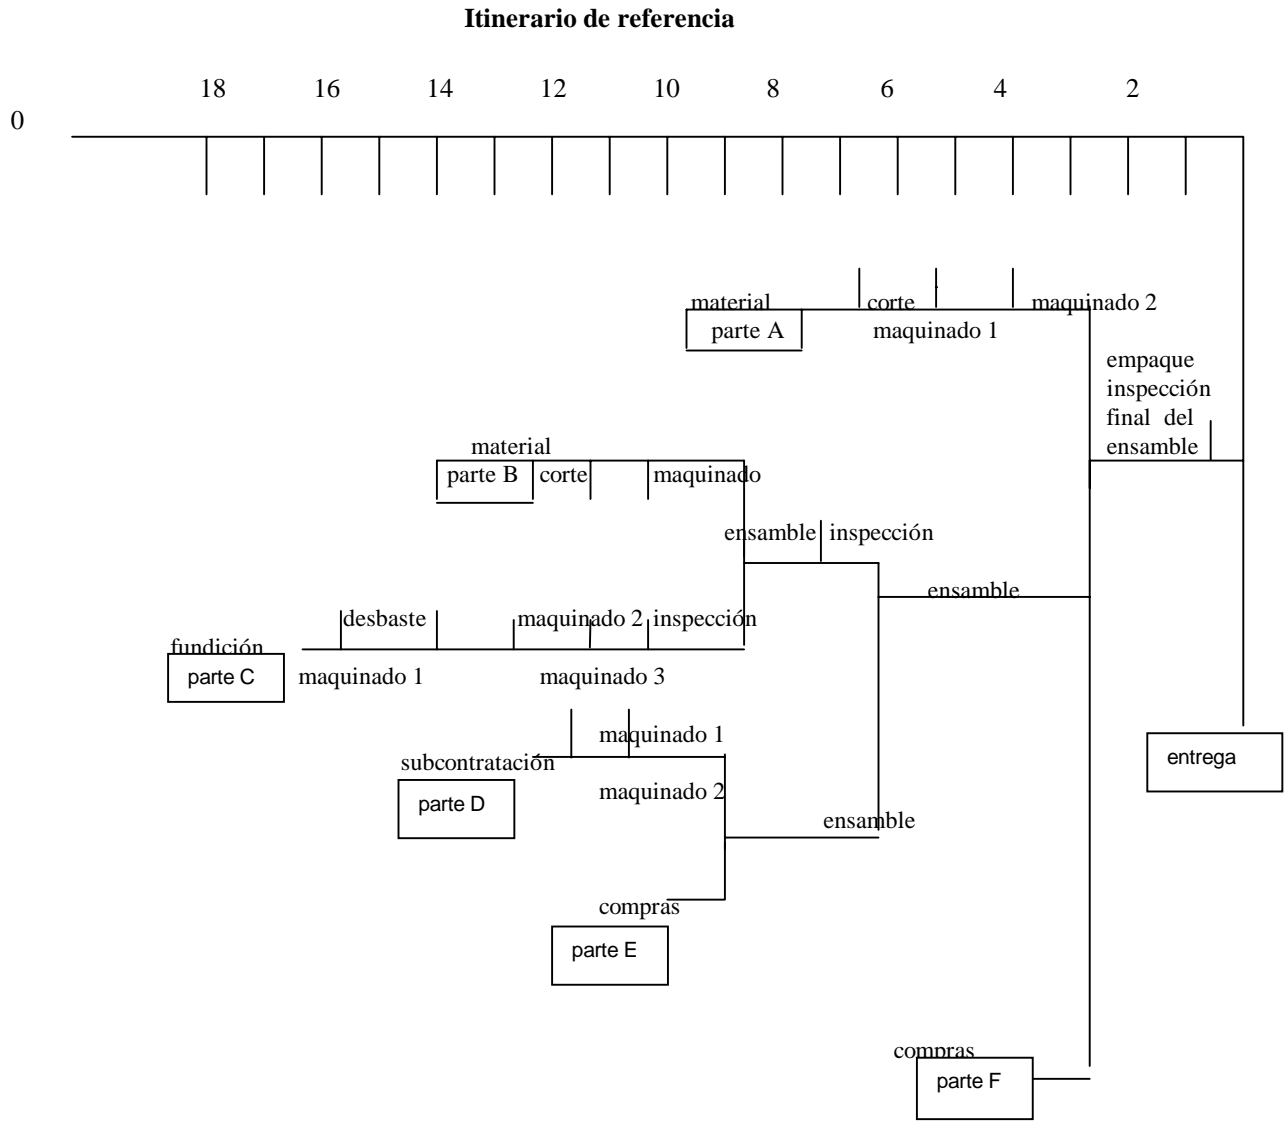 Itinerario de referencia
18 16 14 12 10 8 6 4 2
0
material corte maquinado 2
parte A maquinado 1
empaque
inspección
final del
ensamble
material
parte B corte maquinado
ensamble inspección
ensamble
desbaste maquinado 2 inspección
fundición
parte C maquinado 1 maquinado 3
maquinado 1
subcontratación
entrega
parte D maquinado 2
ensamble
compras
parte E
compras
parte F